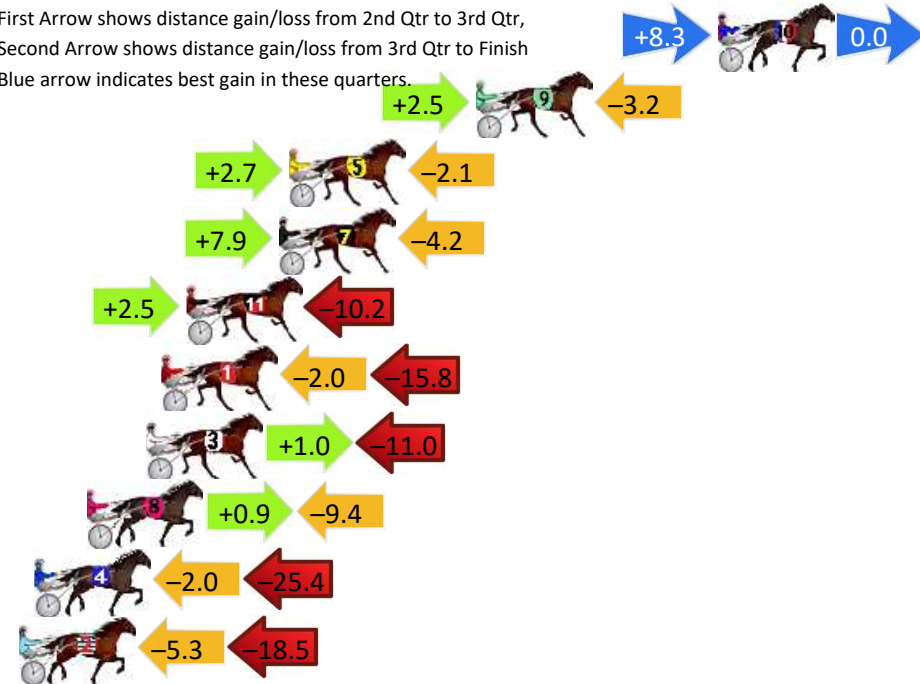 First Arrow shows distance gain/loss from 2nd Qtr to 3rd Qtr,
Second Arrow shows distance gain/loss from 3rd Qtr to Finish
Blue arrow indicates best gain in these quarters.
+8.3 10 0.0
+2.5 9 –3.2
+2.7 5 –2.1
+7.9 7 –4.2
+2.5 11 –10.2
1 –2.0 –15.8
3 +1.0 –11.0
8 +0.9 –9.4
4 –2.0 –25.4
2 –5.3 –18.5